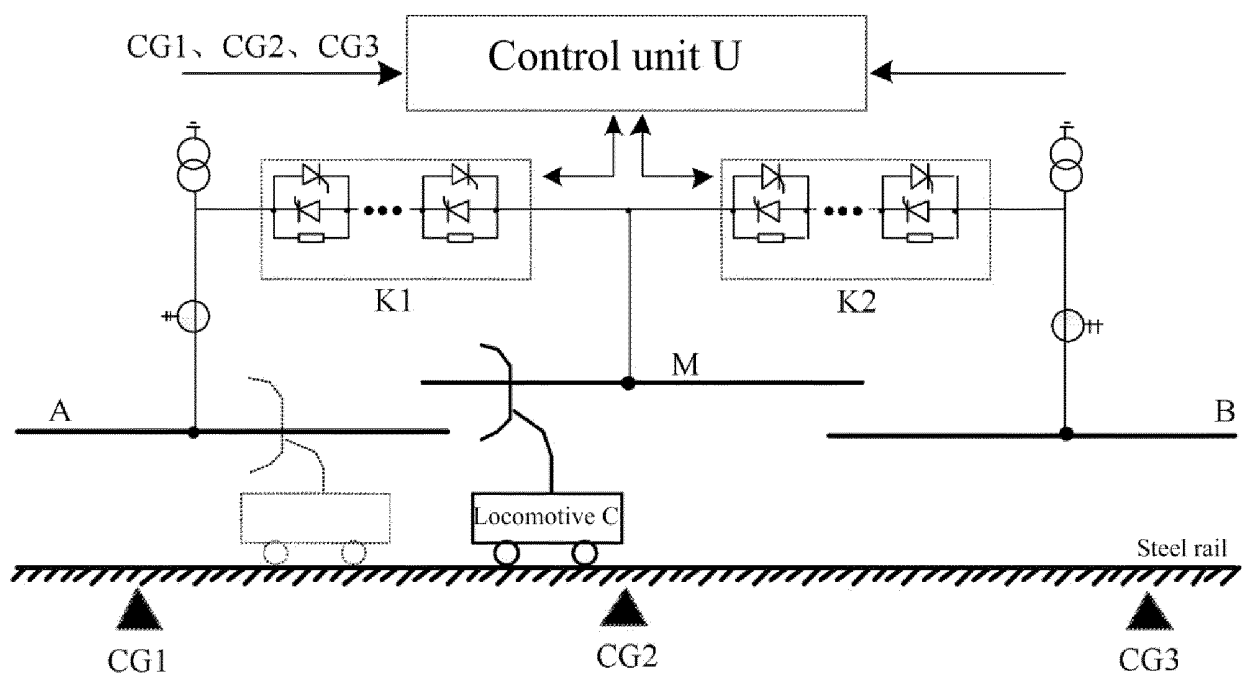 Control unit U
CG1、CG2、CG3
K1
K2
M
A
B
Locomotive C
Steel rail
CG1
CG2
CG3